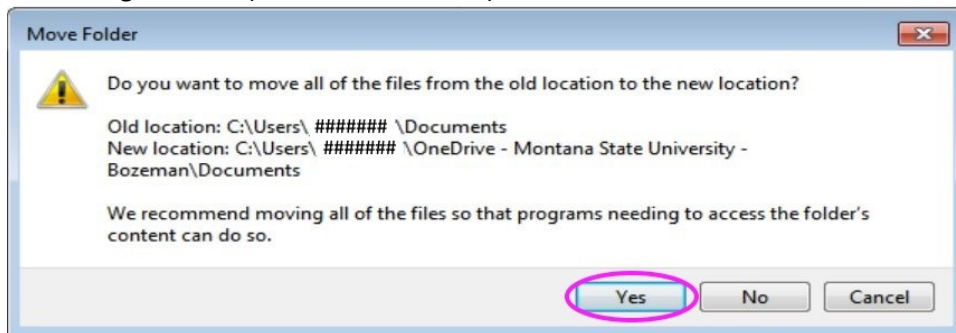 Move Folder
Do you want to move all of the files from the old location to the new location?
Old location: C:\Users\ ####### \Documents
New location: C:\Users\ ####### \OneDrive - Montana State University -
Bozeman\Documents
We recommend moving all of the files so that programs needing to access the folder's
content can do so.
Yes No Cancel